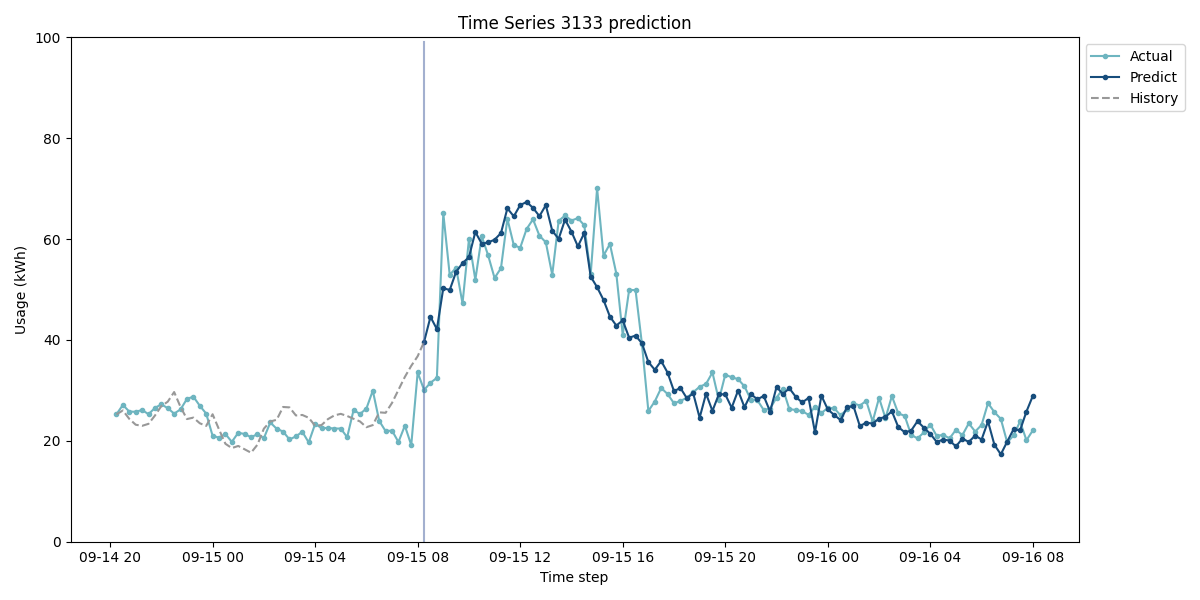 Time Series 3133 prediction
100
80
60
40
20
0
Usage (kWh)
09-14 20
09-15 00
09-15 04
09-15 08
09-15 12
09-15 16
09-15 20
09-16 00
09-16 04
09-16 08
Time step
Actual
Predict
History